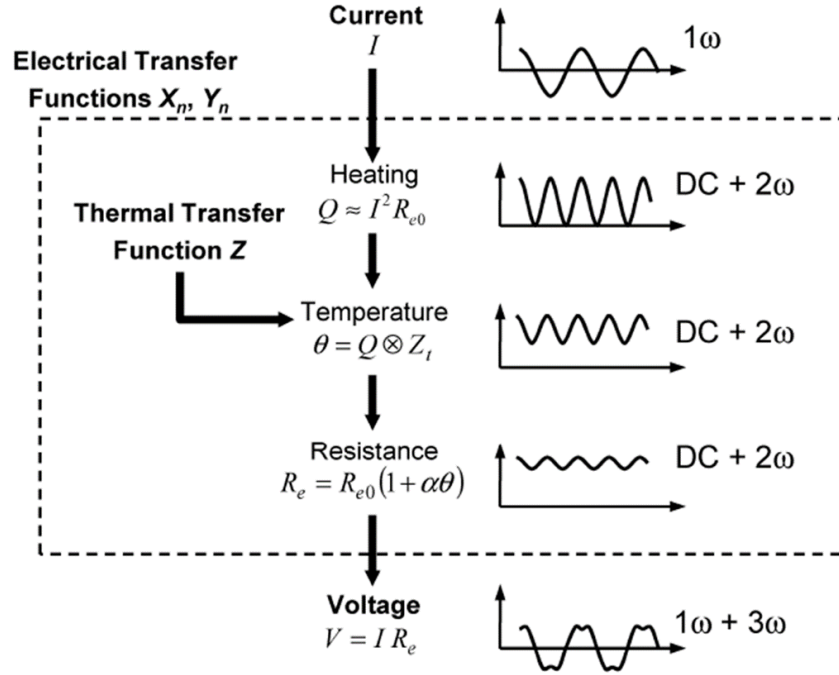 Current
I
1ω
Electrical Transfer
Functions Xn, Yn
Heating
Q ≈ I²Re0
DC + 2ω
Thermal Transfer
Function Z
Temperature
θ = Q ⊗ Zt
DC + 2ω
Resistance
Re = Re0(1 + αθ)
DC + 2ω
Voltage
V = I Re
1ω + 3ω